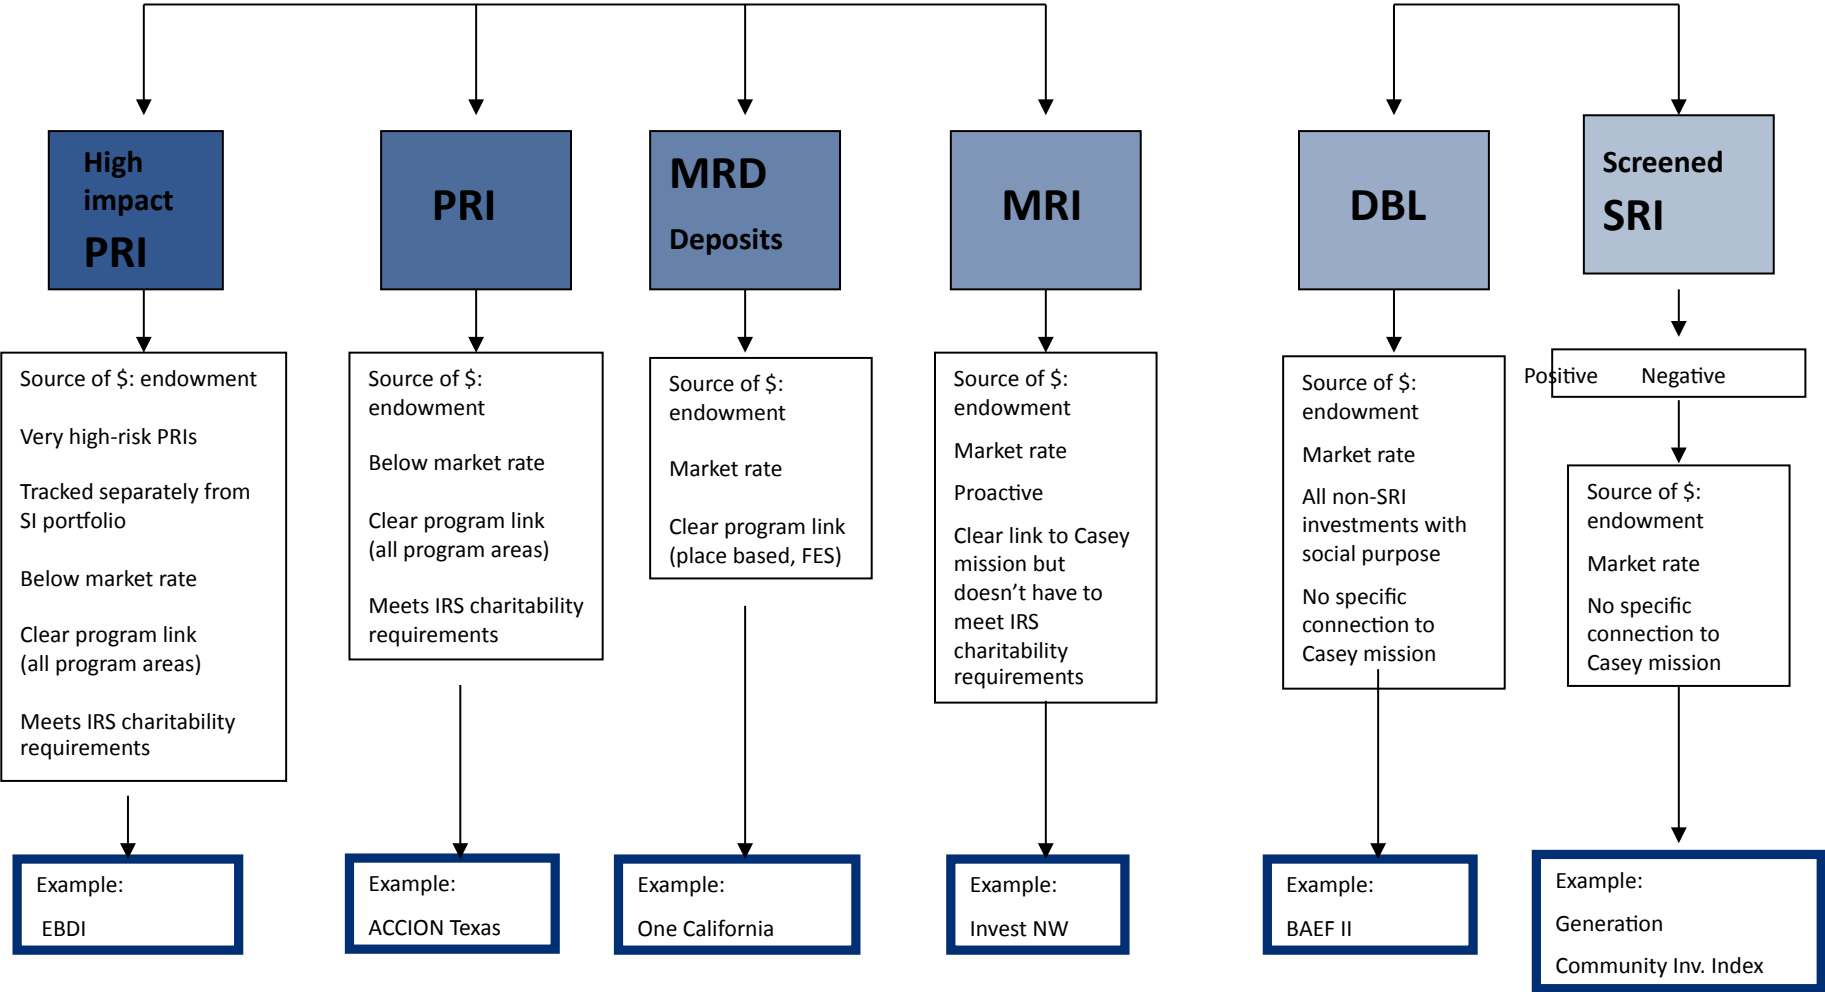 High
impact
PRI
PRI
MRD
Deposits
MRI
DBL
Screened
SRI
Source of $: endowment
Very high-risk PRIs
Tracked separately from
SI portfolio
Below market rate
Clear program link
(all program areas)
Meets IRS charitability
requirements
Source of $:
endowment
Below market rate
Clear program link
(all program areas)
Meets IRS charitability
requirements
Source of $:
endowment
Market rate
Clear program link
(place based, FES)
Source of $:
endowment
Market rate
Proactive
Clear link to Casey
mission but
doesn’t have to
meet IRS
charitability
requirements
Source of $:
endowment
Market rate
All non-SRI
investments with
social purpose
No specific
connection to
Casey mission
Positive Negative
Source of $:
endowment
Market rate
No specific
connection to
Casey mission
Example:
EBDI
Example:
ACCION Texas
Example:
One California
Example:
Invest NW
Example:
BAEF II
Example:
Generation
Community Inv. Index